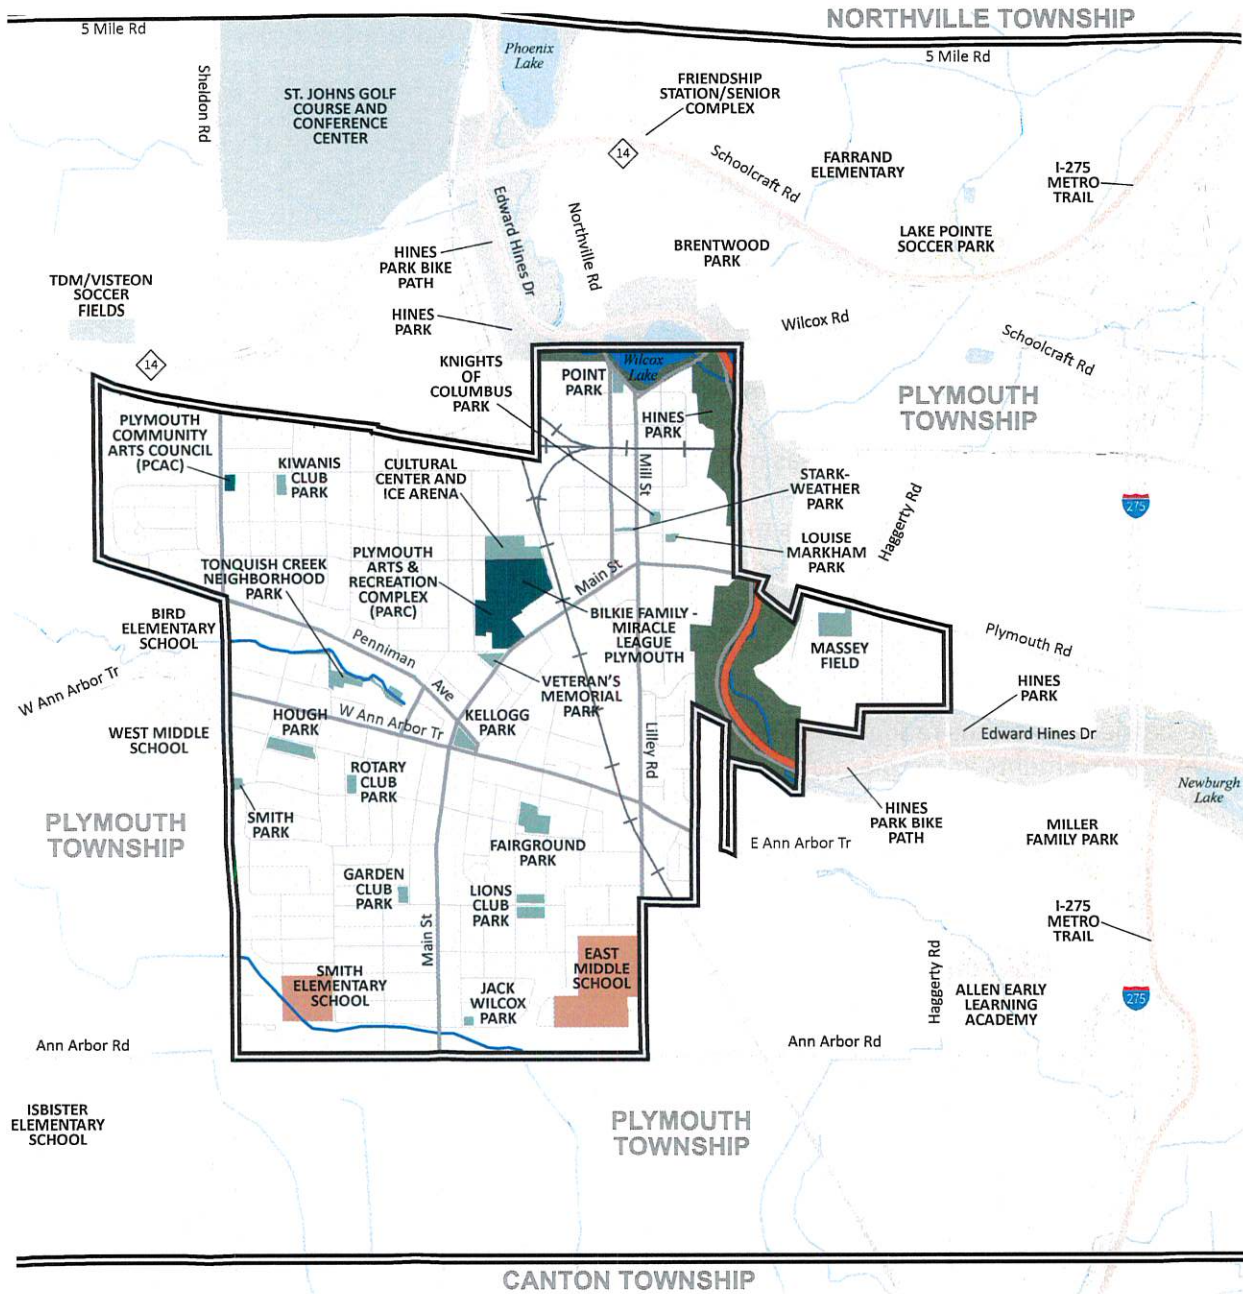 NORTHVILLE TOWNSHIP
5 Mile Rd
5 Mile Rd
Phoenix
Lake
Sheldon Rd
ST. JOHNS GOLF
COURSE AND
CONFERENCE
CENTER
FRIENDSHIP
STATION/SENIOR
COMPLEX
14
Schoolcraft Rd
FARRAND
ELEMENTARY
I-275
METRO
TRAIL
Edward Hines Dr
Northville Rd
HINES
PARK BIKE
PATH
BRENTWOOD
PARK
LAKE POINTE
SOCCER PARK
TDM/VISTEON
SOCCER
FIELDS
HINES
PARK
Wilcox Rd
Schoolcraft Rd
14
KNIGHTS
OF
COLUMBUS
PARK
POINT
PARK
Wilcox
Lake
PLYMOUTH
TOWNSHIP
HINES
PARK
PLYMOUTH
COMMUNITY
ARTS COUNCIL
(PCAC)
KIWANIS
CLUB
PARK
CULTURAL
CENTER AND
ICE ARENA
Mill St
STARK-
WEATHER
PARK
Haggerty Rd
275
LOUISE
MARKHAM
PARK
TONQUISH CREEK
NEIGHBORHOOD
PARK
PLYMOUTH
ARTS &
RECREATION
COMPLEX
(PARC)
Main St
BILKIE FAMILY -
MIRACLE
LEAGUE
PLYMOUTH
BIRD
ELEMENTARY
SCHOOL
Penniman
Ave
MASSEY
FIELD
Plymouth Rd
W Ann Arbor Tr
VETERAN'S
MEMORIAL
PARK
HINES
PARK
HOUGH
PARK
W Ann Arbor Tr
KELLOGG
PARK
Edward Hines Dr
WEST MIDDLE
SCHOOL
Lilley Rd
ROTARY
CLUB
PARK
Newburgh
Lake
SMITH
PARK
HINES
PARK BIKE
PATH
PLYMOUTH
TOWNSHIP
FAIRGROUND
PARK
E Ann Arbor Tr
MILLER
FAMILY PARK
GARDEN
CLUB
PARK
LIONS
CLUB
PARK
Main St
I-275
METRO
TRAIL
Haggerty Rd
SMITH
ELEMENTARY
SCHOOL
EAST
MIDDLE
SCHOOL
JACK
WILCOX
PARK
ALLEN EARLY
LEARNING
ACADEMY
275
Ann Arbor Rd
Ann Arbor Rd
ISBISTER
ELEMENTARY
SCHOOL
PLYMOUTH
TOWNSHIP
CANTON TOWNSHIP